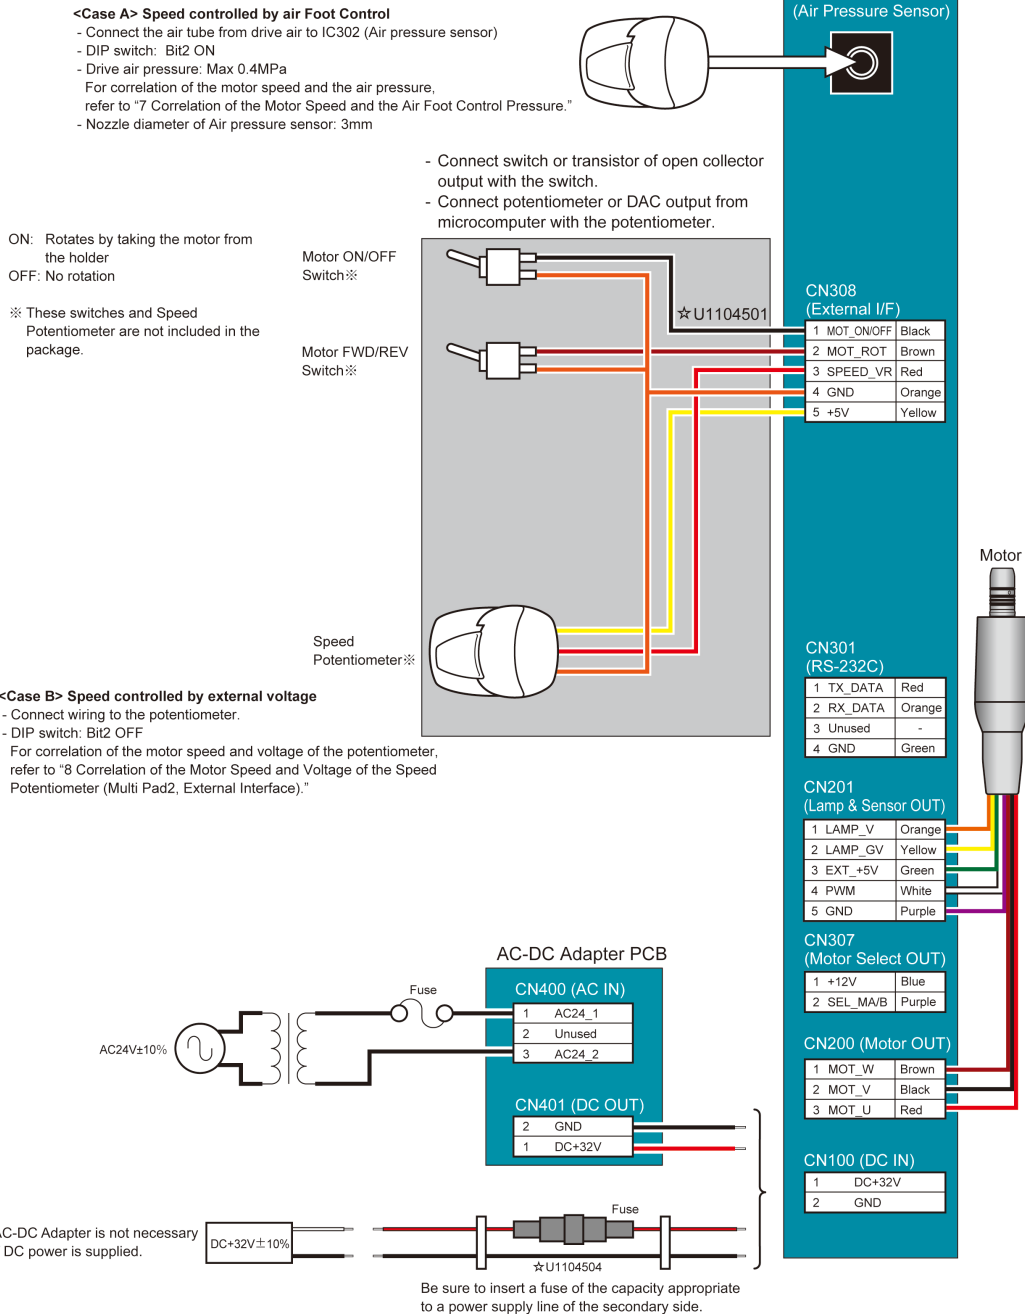 <Case A> Speed controlled by air Foot Control
- Connect the air tube from drive air to IC302 (Air pressure sensor)
- DIP switch: Bit2 ON
- Drive air pressure: Max 0.4MPa
For correlation of the motor speed and the air pressure,
refer to “7 Correlation of the Motor Speed and the Air Foot Control Pressure.”
- Nozzle diameter of Air pressure sensor: 3mm
(Air Pressure Sensor)
- Connect switch or transistor of open collector
output with the switch.
- Connect potentiometer or DAC output from
microcomputer with the potentiometer.
ON: Rotates by taking the motor from
the holder
OFF: No rotation
※ These switches and Speed
Potentiometer are not included in the
package.
Motor ON/OFF
Switch※
Motor FWD/REV
Switch※
☆U1104501
CN308
(External I/F)
1 MOT_ON/OFF Black
2 MOT_ROT Brown
3 SPEED_VR Red
4 GND Orange
5 +5V Yellow
Motor
Speed
Potentiometer※
<Case B> Speed controlled by external voltage
- Connect wiring to the potentiometer.
- DIP switch: Bit2 OFF
For correlation of the motor speed and voltage of the potentiometer,
refer to “8 Correlation of the Motor Speed and Voltage of the Speed
Potentiometer (Multi Pad2, External Interface).”
CN301
(RS-232C)
1 TX_DATA Red
2 RX_DATA Orange
3 Unused -
4 GND Green
CN201
(Lamp & Sensor OUT)
1 LAMP_V Orange
2 LAMP_GV Yellow
3 EXT_+5V Green
4 PWM White
5 GND Purple
CN307
(Motor Select OUT)
1 +12V Blue
2 SEL_MA/B Purple
CN200 (Motor OUT)
1 MOT_W Brown
2 MOT_V Black
3 MOT_U Red
CN100 (DC IN)
1 DC+32V
2 GND
AC-DC Adapter PCB
CN400 (AC IN)
1 AC24_1
2 Unused
3 AC24_2
Fuse
AC24V±10%
CN401 (DC OUT)
2 GND
1 DC+32V
AC-DC Adapter is not necessary
DC power is supplied.
DC+32V±10%
Fuse
☆U1104504
Be sure to insert a fuse of the capacity appropriate
to a power supply line of the secondary side.